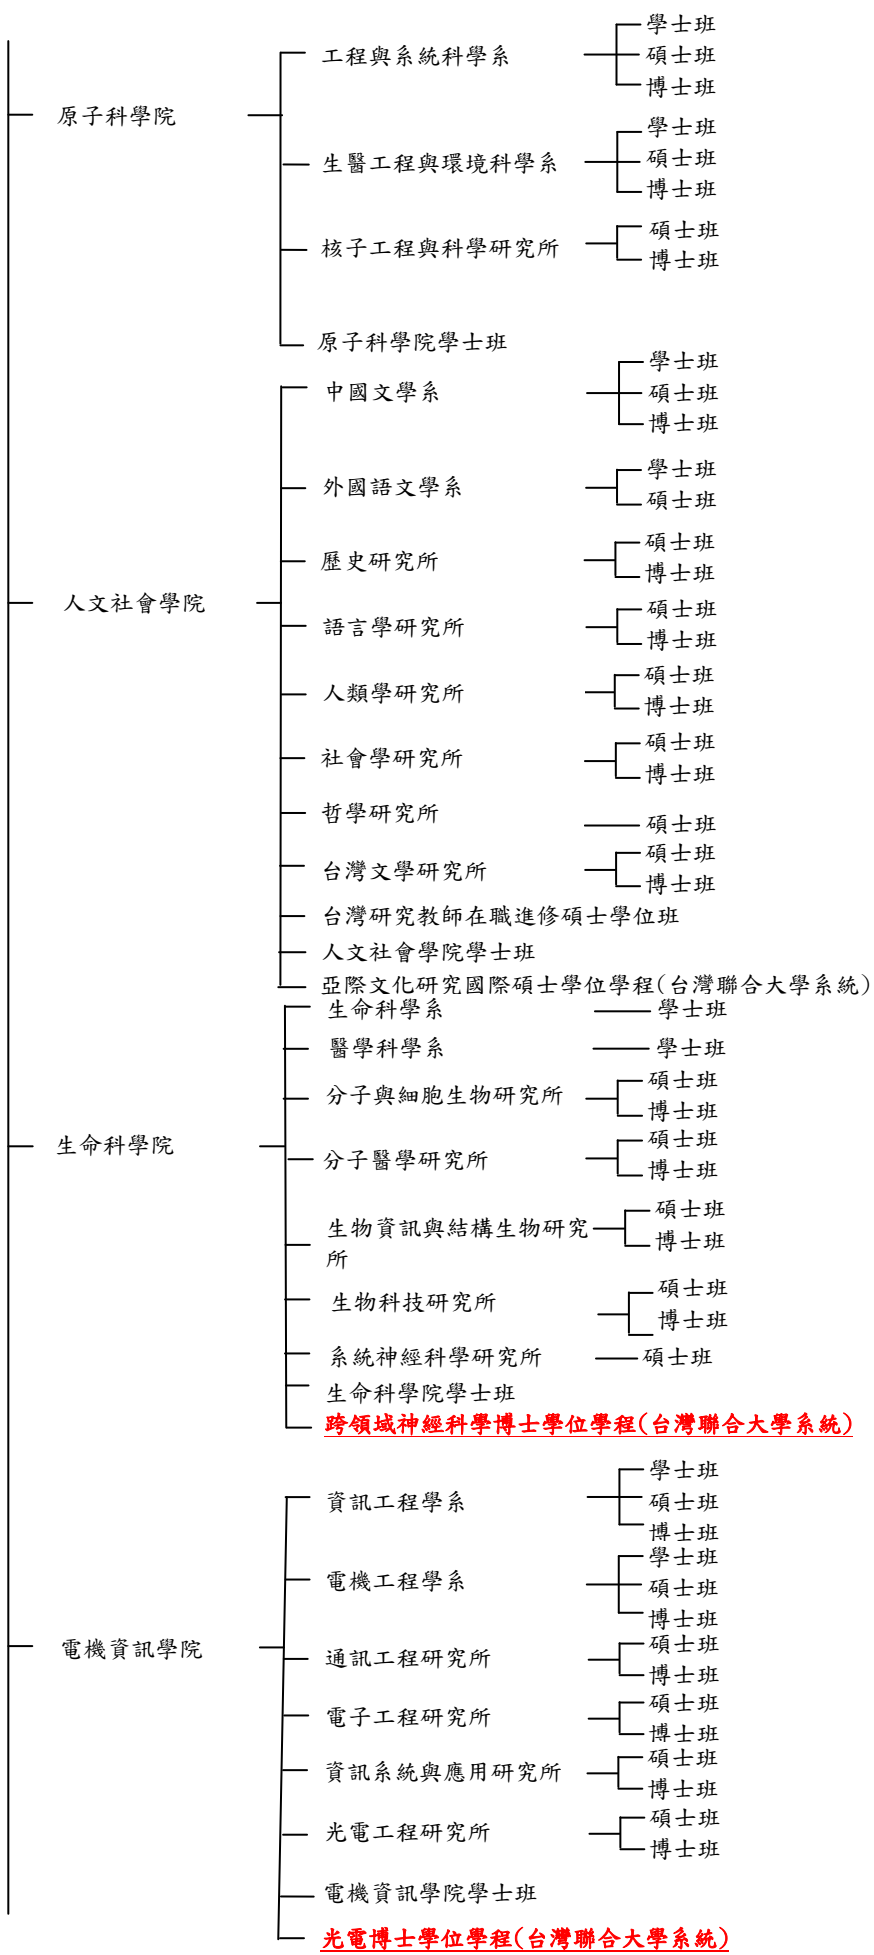 原子科學院
工程與系統科學系
學士班
碩士班
博士班
生醫工程與環境科學系
學士班
碩士班
博士班
核子工程與科學研究所
碩士班
博士班
原子科學院學士班
人文社會學院
中國文學系
學士班
碩士班
博士班
外國語文學系
學士班
碩士班
歷史研究所
碩士班
博士班
語言學研究所
碩士班
博士班
人類學研究所
碩士班
博士班
社會學研究所
碩士班
博士班
哲學研究所
碩士班
台灣文學研究所
碩士班
博士班
台灣研究教師在職進修碩士學位班
人文社會學院學士班
亞際文化研究國際碩士學位學程(台灣聯合大學系統)
生命科學院
生命科學系
學士班
醫學科學系
學士班
分子與細胞生物研究所
碩士班
博士班
分子醫學研究所
碩士班
博士班
生物資訊與結構生物研究
所
碩士班
博士班
生物科技研究所
碩士班
博士班
系統神經科學研究所
碩士班
生命科學院學士班
跨領域神經科學博士學位學程(台灣聯合大學系統)
電機資訊學院
資訊工程學系
學士班
碩士班
博士班
電機工程學系
學士班
碩士班
博士班
通訊工程研究所
碩士班
博士班
電子工程研究所
碩士班
博士班
資訊系統與應用研究所
碩士班
博士班
光電工程研究所
碩士班
博士班
電機資訊學院學士班
光電博士學位學程(台灣聯合大學系統)